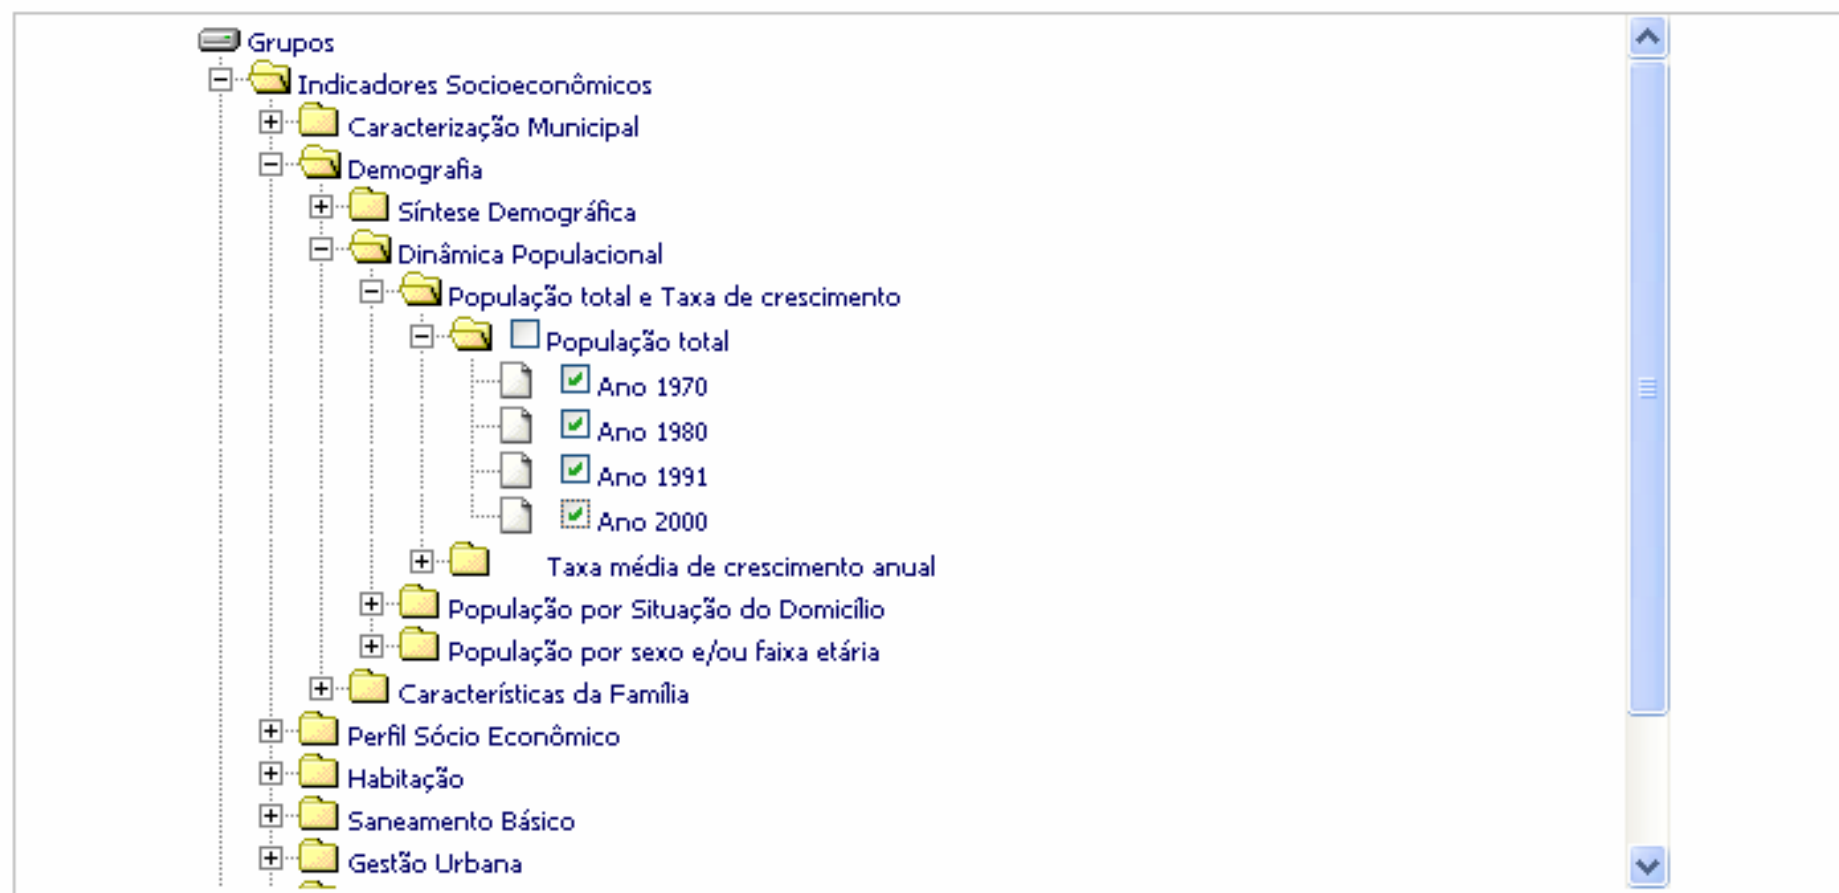 Grupos
Indicadores Socioeconômicos
Caracterização Municipal
Demografia
Síntese Demográfica
Dinâmica Populacional
População total e Taxa de crescimento
População total
Ano 1970
Ano 1980
Ano 1991
Ano 2000
Taxa média de crescimento anual
População por Situação do Domicílio
População por sexo e/ou faixa etária
Características da Família
Perfil Sócio Econômico
Habitação
Saneamento Básico
Gestão Urbana